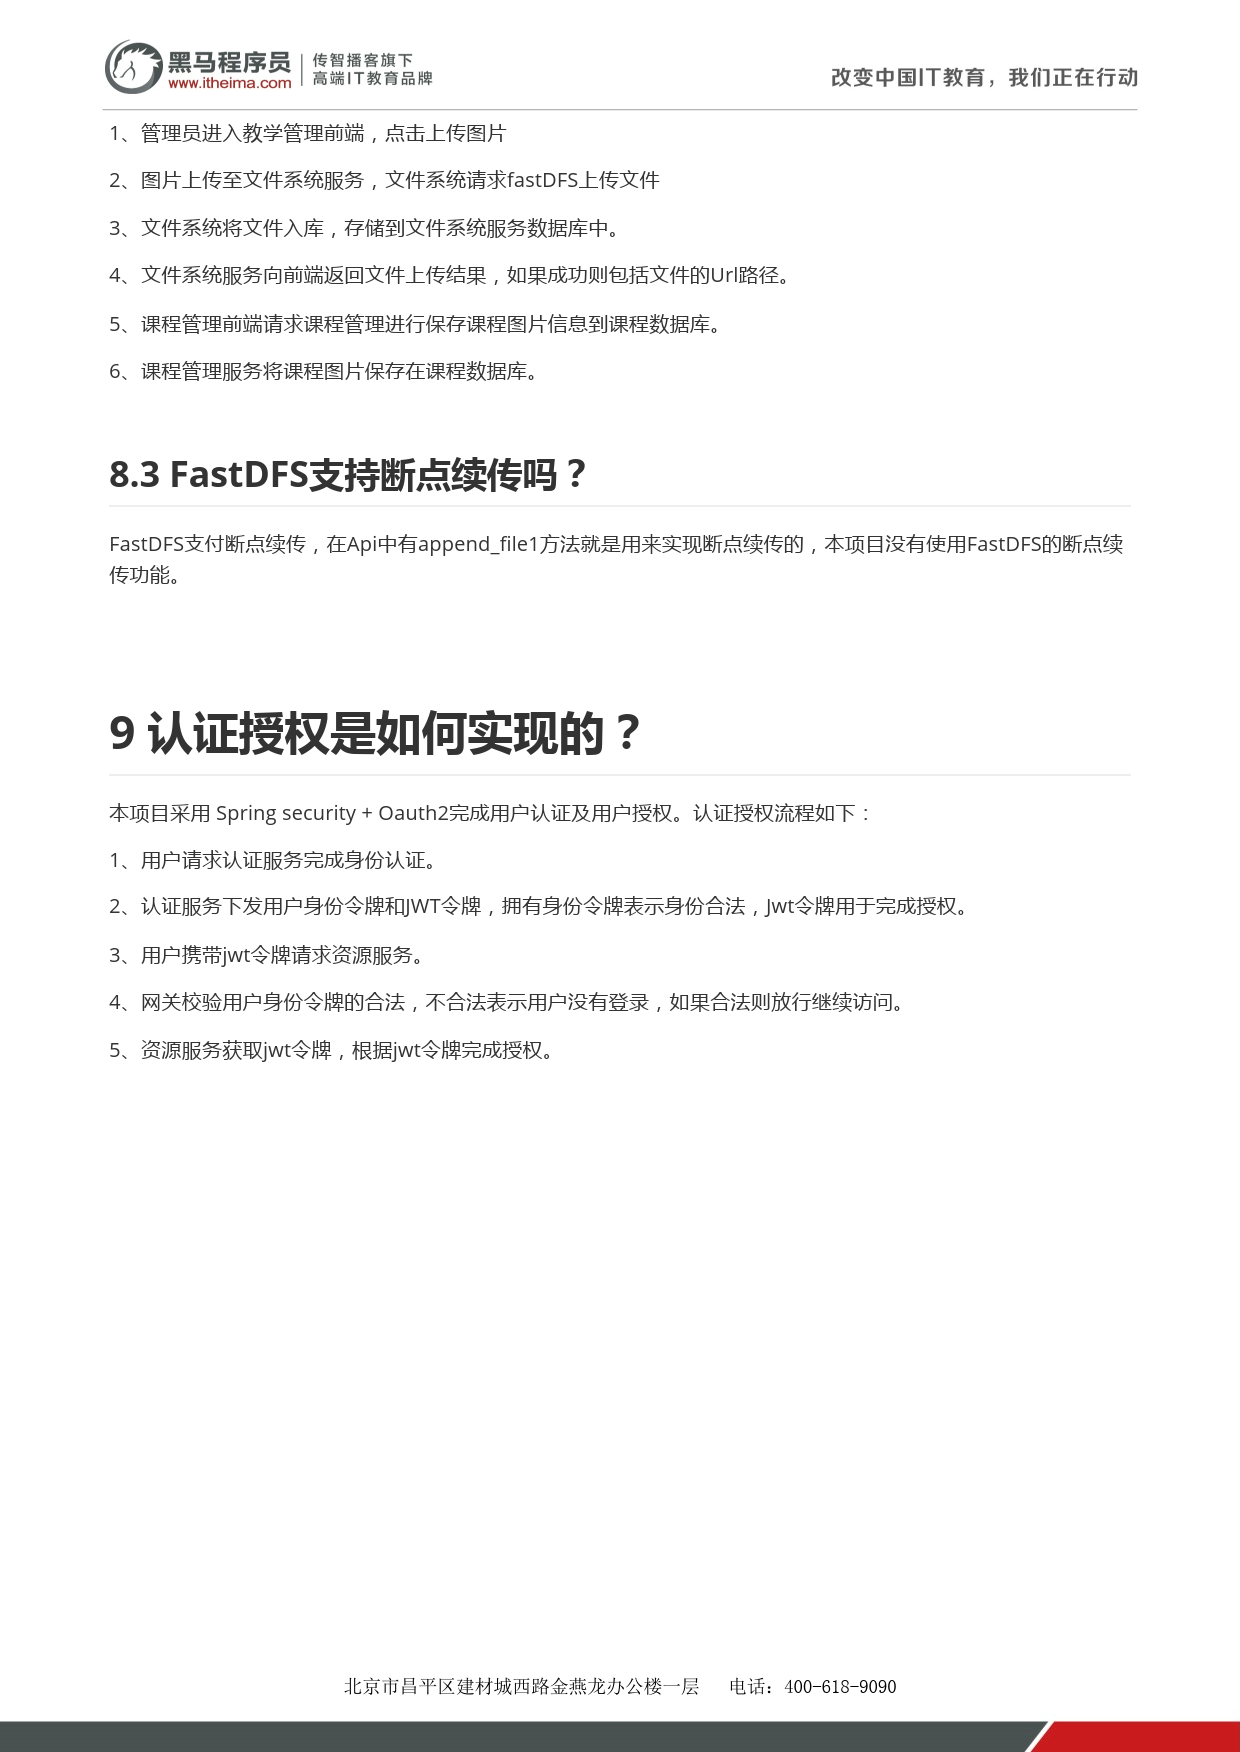 黑马程序员
www.itheima.com
传智播客旗下
高端IT教育品牌
改变中国IT教育，我们正在行动
1、管理员进入教学管理前端，点击上传图片
2、图片上传至文件系统服务，文件系统请求fastDFS上传文件
3、文件系统将文件入库，存储到文件系统服务数据库中。
4、文件系统服务向前端返回文件上传结果，如果成功则包括文件的Url路径。
5、课程管理前端请求课程管理进行保存课程图片信息到课程数据库。
6、课程管理服务将课程图片保存在课程数据库。
8.3 FastDFS支持断点续传吗？
FastDFS支付断点续传，在Api中有append_file1方法就是用来实现断点续传的，本项目没有使用FastDFS的断点续
传功能。
9 认证授权是如何实现的？
本项目采用 Spring security + Oauth2完成用户认证及用户授权。认证授权流程如下：
1、用户请求认证服务完成身份认证。
2、认证服务下发用户身份令牌和JWT令牌，拥有身份令牌表示身份合法，Jwt令牌用于完成授权。
3、用户携带jwt令牌请求资源服务。
4、网关校验用户身份令牌的合法，不合法表示用户没有登录，如果合法则放行继续访问。
5、资源服务获取jwt令牌，根据jwt令牌完成授权。
北京市昌平区建材城西路金燕龙办公楼一层 电话：400-618-9090